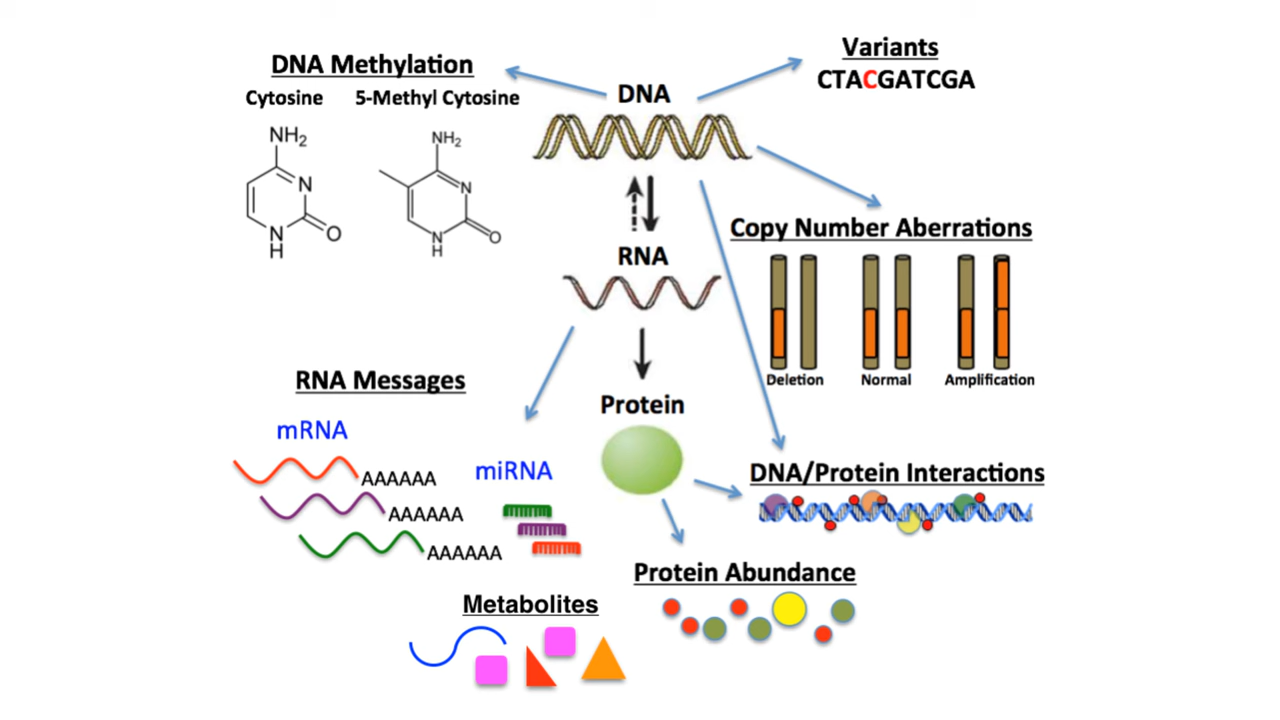 DNA Methylation
Cytosine
5-Methyl Cytosine
NH2
N
O
N
H
NH2
N
O
N
H
DNA
Variants
CTACGATCGA
RNA
Copy Number Aberrations
Deletion
Normal
Amplification
RNA Messages
mRNA
AAAAAA
AAAAAA
AAAAAA
miRNA
Protein
DNA/Protein Interactions
Protein Abundance
Metabolites